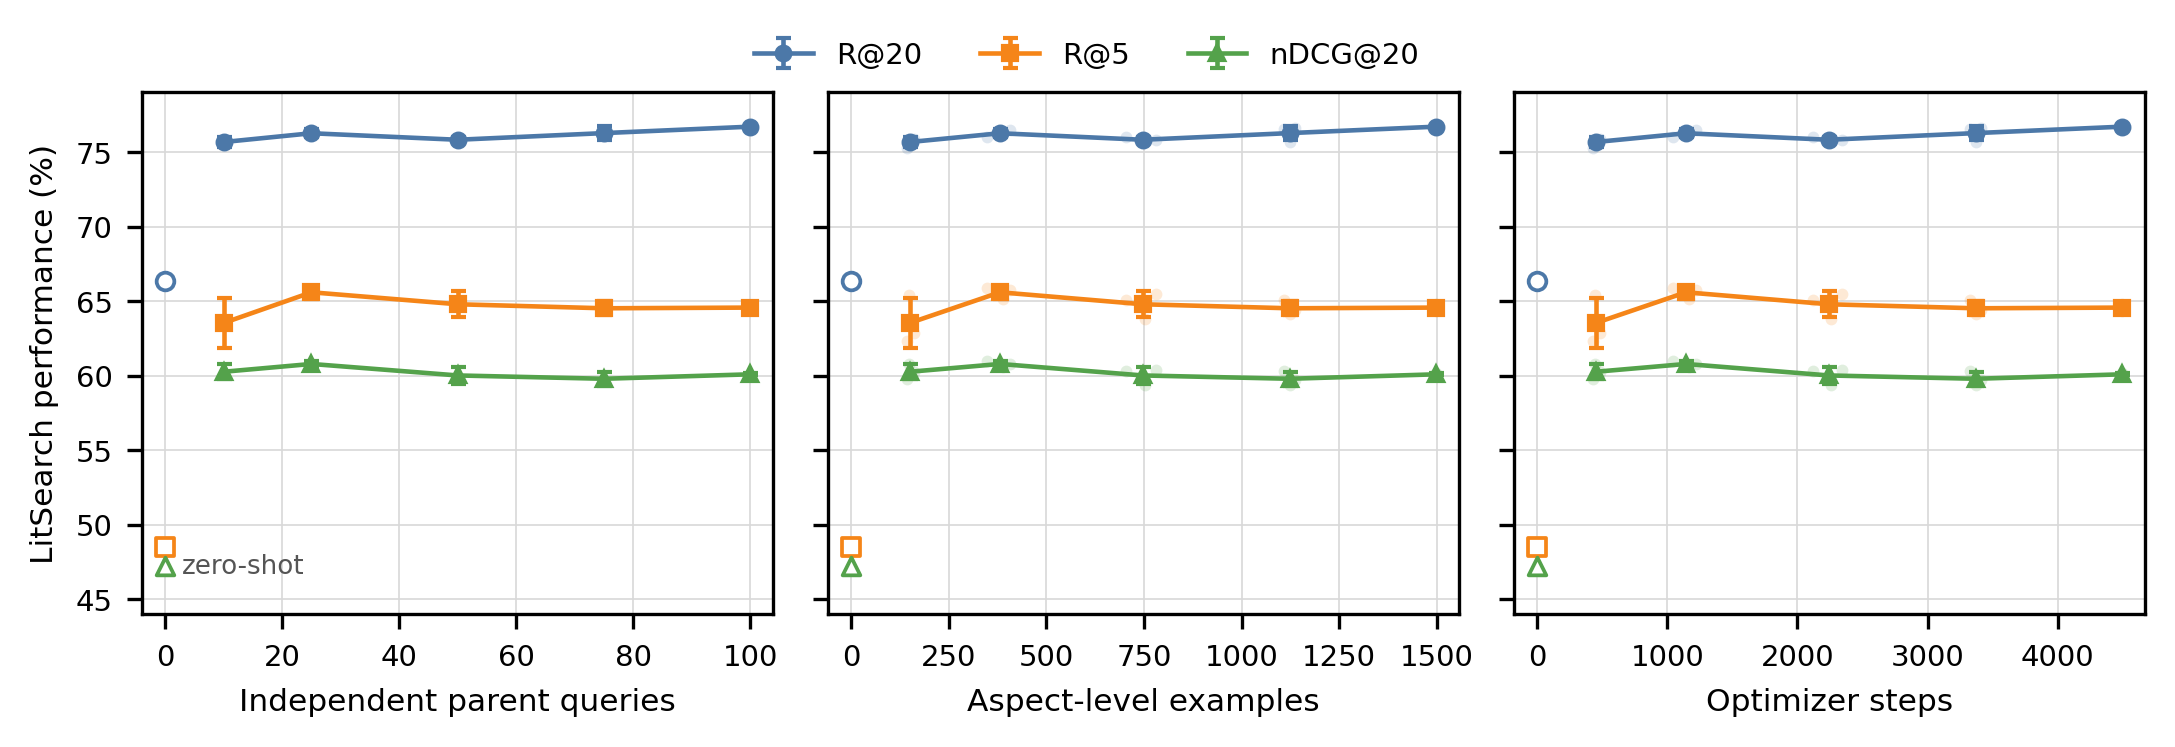 R@20 R@5 nDCG@20
LitSearch performance (%)
75
70
65
60
55
50
45
zero-shot
0 20 40 60 80 100
Independent parent queries
0 250 500 750 1000 1250 1500
Aspect-level examples
0 1000 2000 3000 4000
Optimizer steps